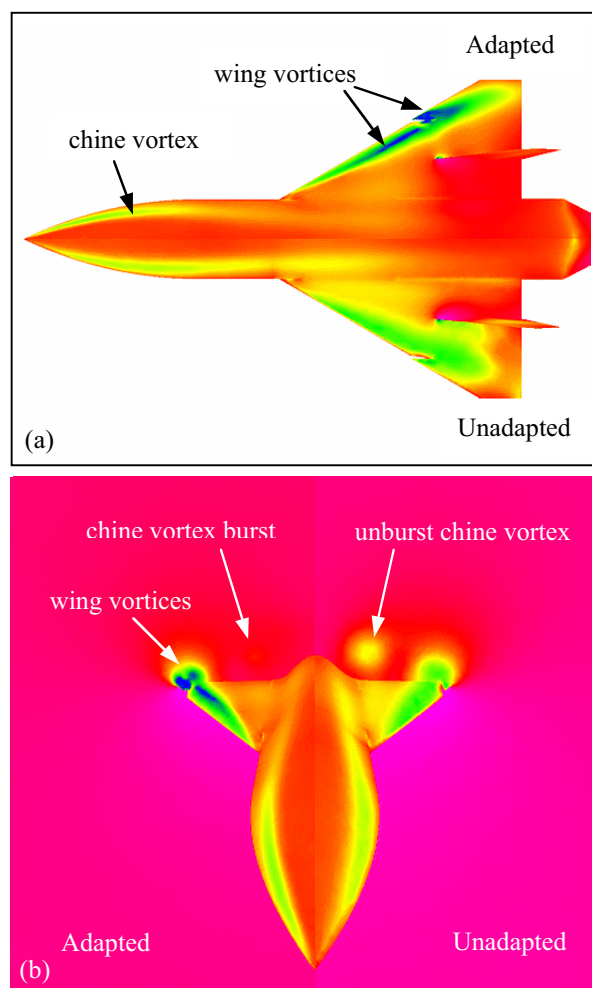 Adapted
wing vortices
chine vortex
Unadapted
(a)
chine vortex burst
unburst chine vortex
wing vortices
Adapted
Unadapted
(b)